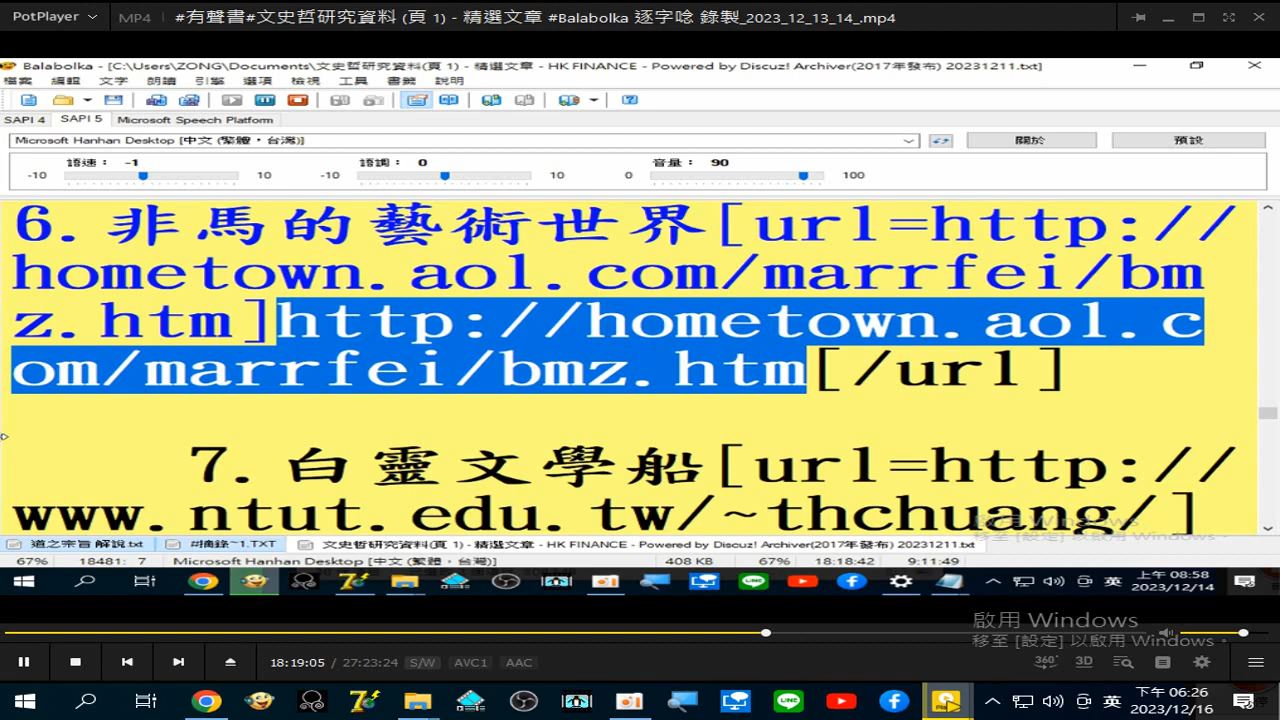 PotPlayer MP4 #有聲書#文史哲研究資料 (頁 1) - 精選文章 #Balabolka 逐字唸 錄製_2023_12_13_14_.mp4
Balabolka - [C:\Users\ZONG\Documents\文史哲研究資料(頁 1) - 精選文章 - HK FINANCE - Powered by Discuz! Archiver(2017年發布) 20231211.txt]
檔案 編輯 文字 朗讀 引擎 選項 檢視 工具 書籤 說明
SAPI 4 SAPI 5 Microsoft Speech Platform
Microsoft Hanhan Desktop [中文 (繁體，台灣)] 關於 預設
語速： -1 語調： 0 音量： 90
-10 10 -10 10 0 100
6. 非馬的藝術世界[url=http://
hometown.aol.com/marrfei/bm
z.htm]http://hometown.aol.c
om/marrfei/bmz.htm[/url]
7. 白靈文學船[url=http://
www.ntut.edu.tw/~thchuang/]
道之宗旨 解說.txt #摘錄~1.TXT 文史哲研究資料(頁 1) - 精選文章 - HK FINANCE - Powered by Discuz! Archiver(2017年發布) 20231211.txt
67% 18481: 7 Microsoft Hanhan Desktop [中文 (繁體，台灣)] 408 KB 67% 18:18:42 9:11:49
英 上午 08:58
2023/12/14
啟用 Windows
移至 [設定] 以啟用 Windows。
18:19:05 / 27:23:24 S/W AVC1 AAC 360° 3D
英 下午 06:26
2023/12/16